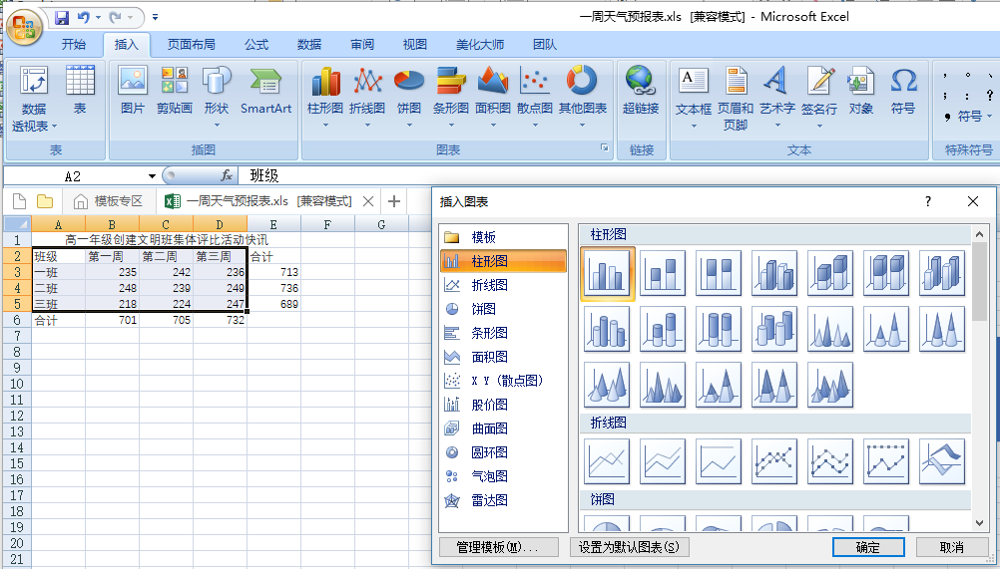 一周天气预报表.xls [兼容模式] - Microsoft Excel
开始 插入 页面布局 公式 数据 审阅 视图 美化大师 团队
数据透视表 表 图片 剪贴画 形状 SmartArt 柱形图 折线图 饼图 条形图 面积图 散点图 其他图表 超链接 文本框 页眉和页脚 艺术字 签名行 对象 符号 符号
表 插图 图表 链接 文本 特殊符号
A2 fx 班级
模板专区 一周天气预报表.xls [兼容模式]
A B C D E F G
1 高一年级创建文明班集体评比活动快讯
2 班级 第一周 第二周 第三周 合计
3 一班 235 242 236 713
4 二班 248 239 249 736
5 三班 218 224 247 689
6 合计 701 705 732
7
8
9
10
11
12
13
14
15
16
17
18
19
20
21
插入图表 ?
模板
柱形图
折线图
饼图
条形图
面积图
X Y (散点图)
股价图
曲面图
圆环图
气泡图
雷达图
柱形图
折线图
饼图
管理模板(M)... 设置为默认图表(S) 确定 取消